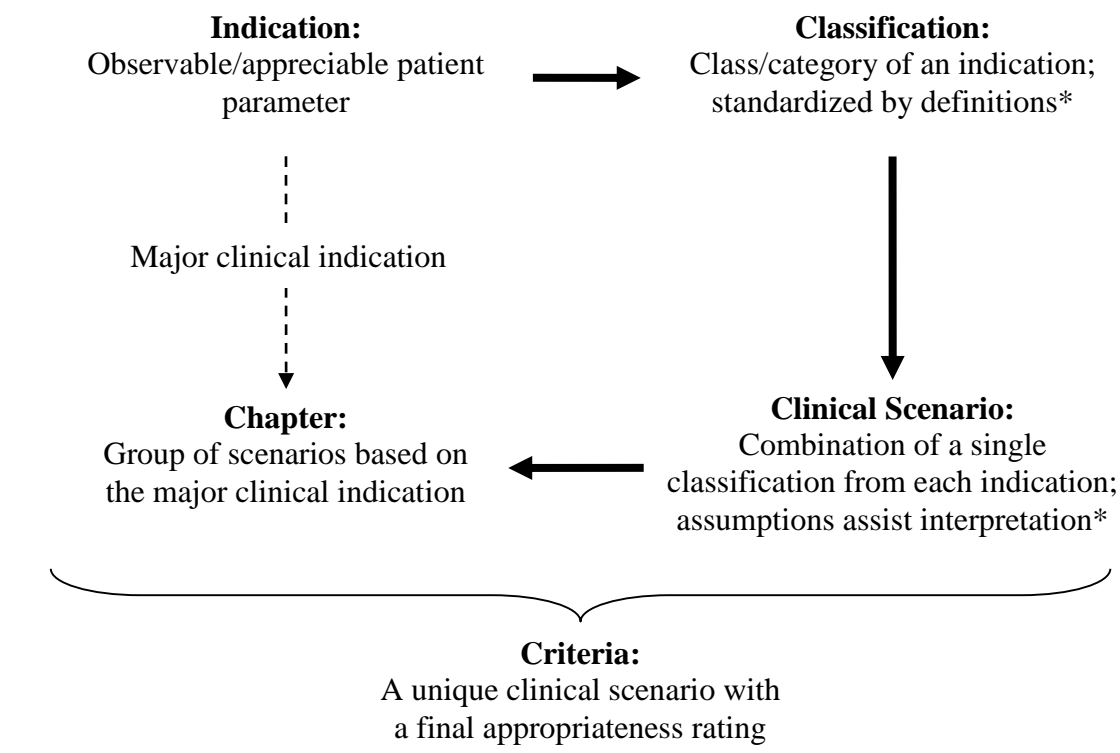 Indication:
Observable/appreciable patient
parameter
Classification:
Class/category of an indication;
standardized by definitions*
Major clinical indication
Chapter:
Group of scenarios based on
the major clinical indication
Clinical Scenario:
Combination of a single
classification from each indication;
assumptions assist interpretation*
Criteria:
A unique clinical scenario with
a final appropriateness rating